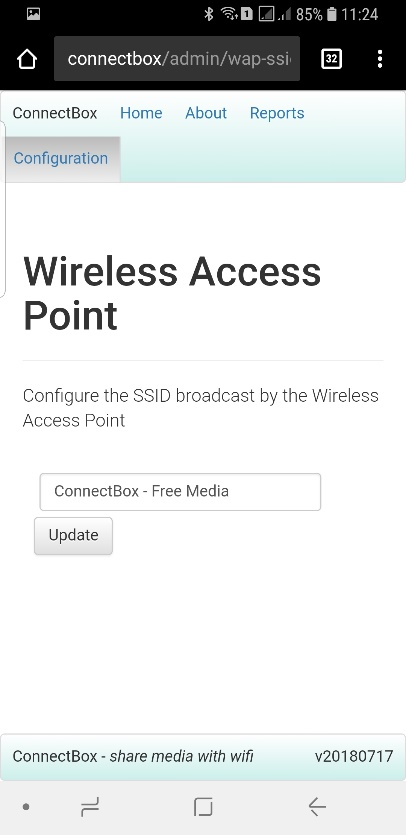 1 85% 11:24
connectbox/admin/wap-ssi
32
ConnectBox Home About Reports
Configuration
Wireless Access
Point
Configure the SSID broadcast by the Wireless
Access Point
ConnectBox - Free Media
Update
ConnectBox - share media with wifi v20180717